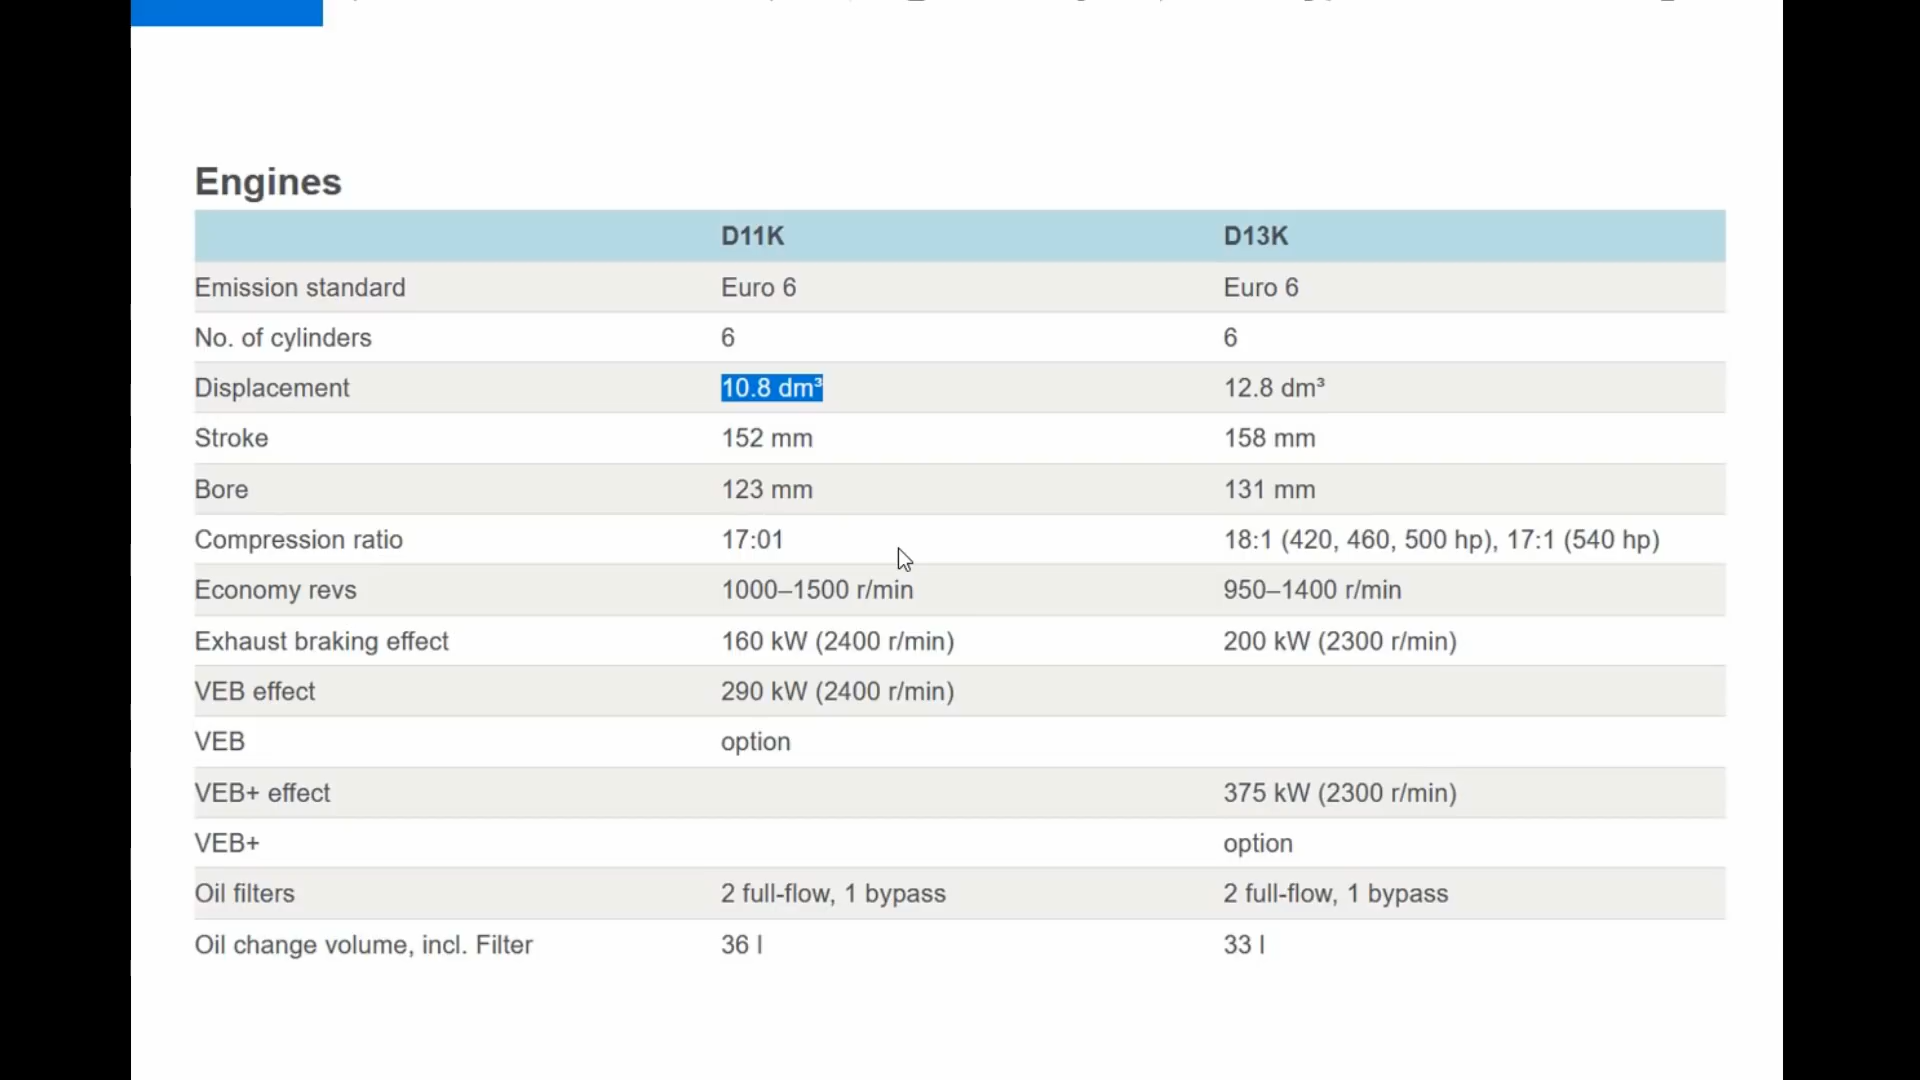 Engines
D11K D13K
Emission standard Euro 6 Euro 6
No. of cylinders 6 6
Displacement 10.8 dm³ 12.8 dm³
Stroke 152 mm 158 mm
Bore 123 mm 131 mm
Compression ratio 17:01 18:1 (420, 460, 500 hp), 17:1 (540 hp)
Economy revs 1000–1500 r/min 950–1400 r/min
Exhaust braking effect 160 kW (2400 r/min) 200 kW (2300 r/min)
VEB effect 290 kW (2400 r/min)
VEB option
VEB+ effect 375 kW (2300 r/min)
VEB+ option
Oil filters 2 full-flow, 1 bypass 2 full-flow, 1 bypass
Oil change volume, incl. Filter 36 l 33 l